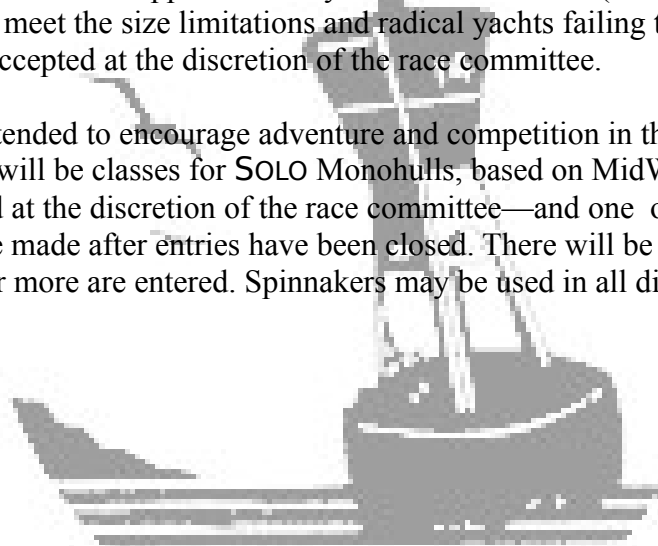 meet the size limitations and radical yachts failing t
ccepted at the discretion of the race committee.
tended to encourage adventure and competition in th
will be classes for SOLO Monohulls, based on MidW
d at the discretion of the race committee—and one o
e made after entries have been closed. There will be
r more are entered. Spinnakers may be used in all di
14